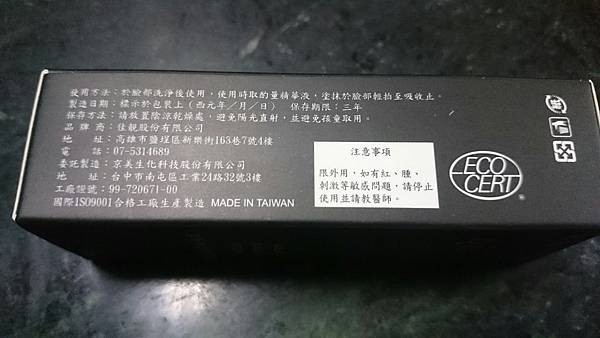 使用方法：於臉部洗淨後使用，使用時取酌量精華液，塗抹於臉部輕拍至吸收止。
製造日期：標示於包裝上（西元年／月／日）　保存期限：三年
保存方法：請放置陰涼乾燥處，避免陽光直射，並避免孩童取用。
品 牌 商：佳靚股份有限公司
地　　址：高雄市鹽埕區新樂街163巷7號4樓
電　　話：07-5314689
委託製造：京美生化科技股份有限公司
地　　址：台中市南屯區工業24路32號3樓
工廠證號：99-720671-00
國際ISO9001合格工廠生產製造 MADE IN TAIWAN
注意事項
限外用，如有紅、腫、
刺激等敏感問題，請停止
使用並請教醫師。
ECO
CERT
®
紙